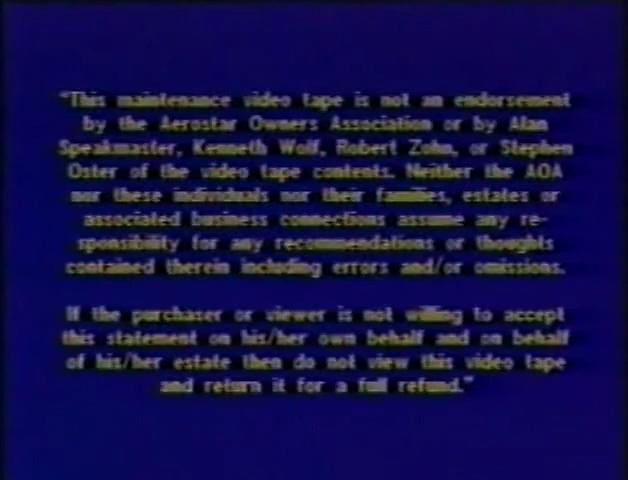 "This maintenance video tape is not an endorsement
by the Aerostar Owners Association or by Alan
Speakmaster, Kenneth Wolf, Robert Zohn, or Stephen
Oster of the video tape contents. Neither the AOA
nor these individuals nor their families, estates or
associated business connections assume any re-
sponsibility for any recommendations or thoughts
contained therein including errors and/or omissions.
If the purchaser or viewer is not willing to accept
this statement on his/her own behalf and on behalf
of his/her estate then do not view this video tape
and return it for a full refund."